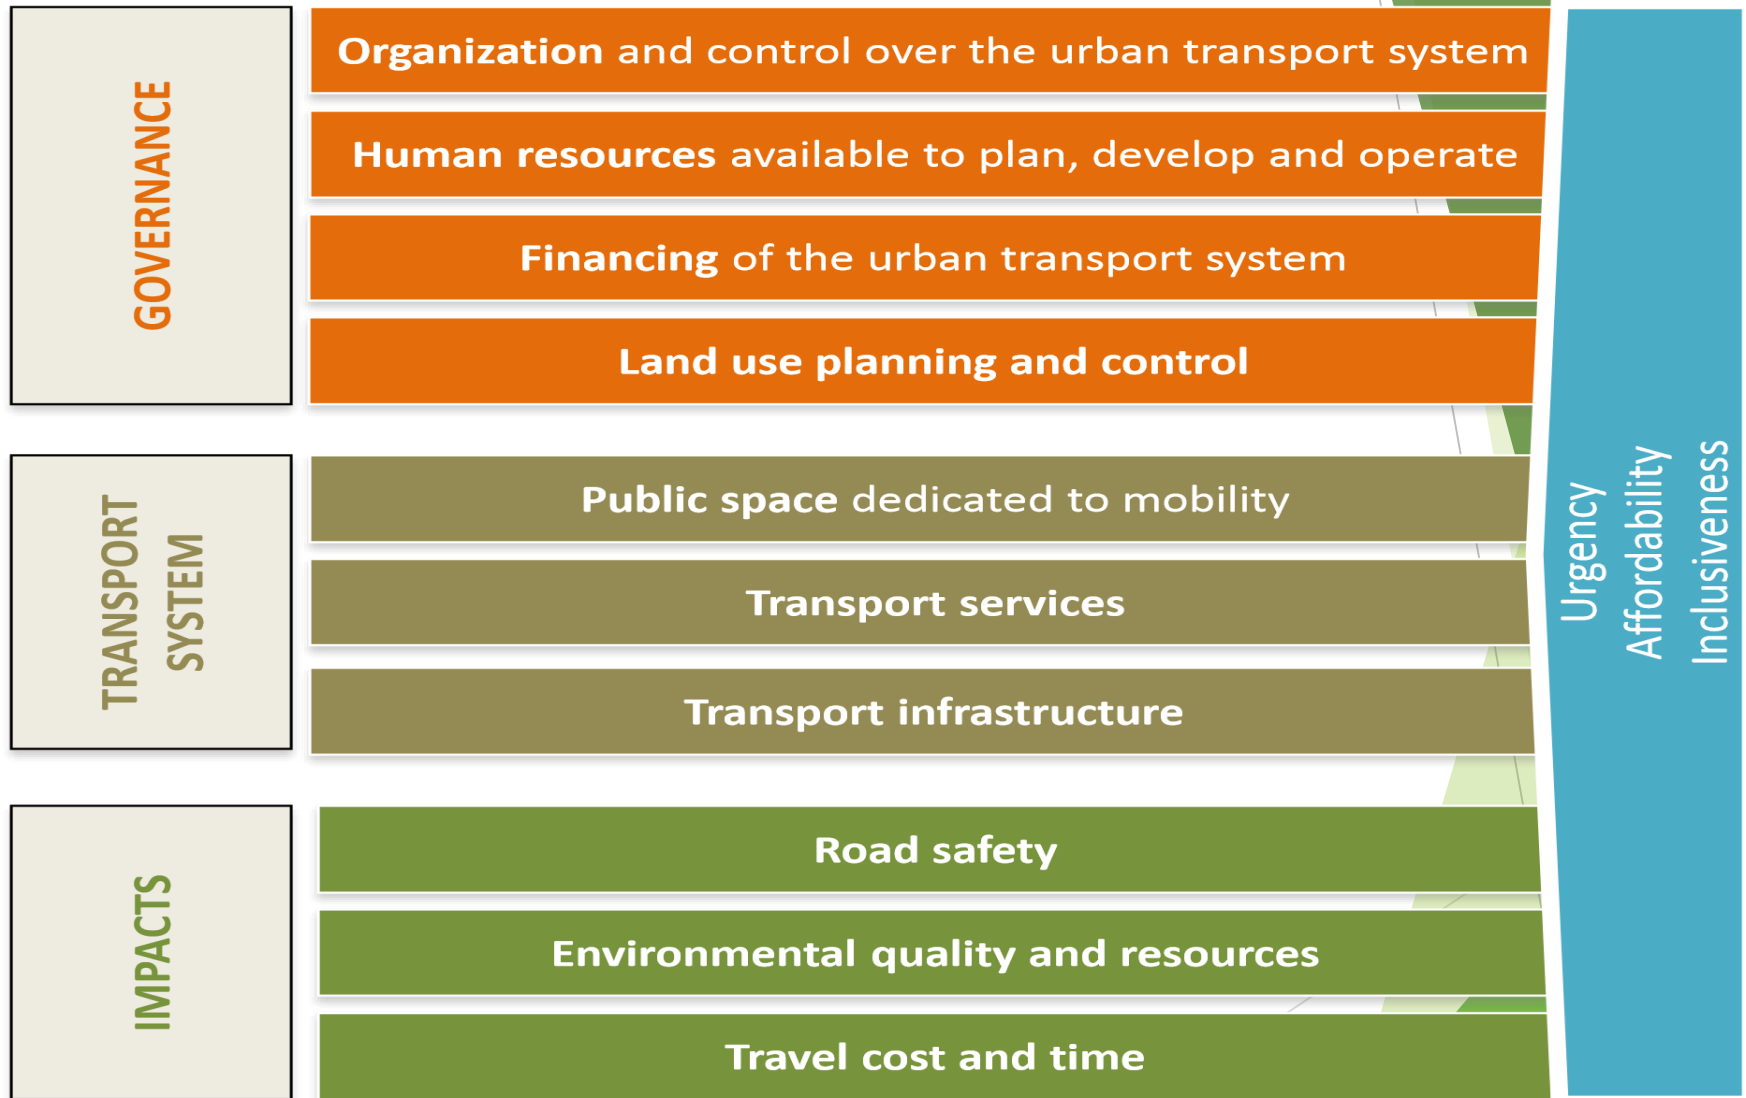 GOVERNANCE
Organization and control over the urban transport system
Human resources available to plan, develop and operate
Financing of the urban transport system
Land use planning and control
TRANSPORT
SYSTEM
Public space dedicated to mobility
Transport services
Transport infrastructure
IMPACTS
Road safety
Environmental quality and resources
Travel cost and time
Urgency
Affordability
Inclusiveness